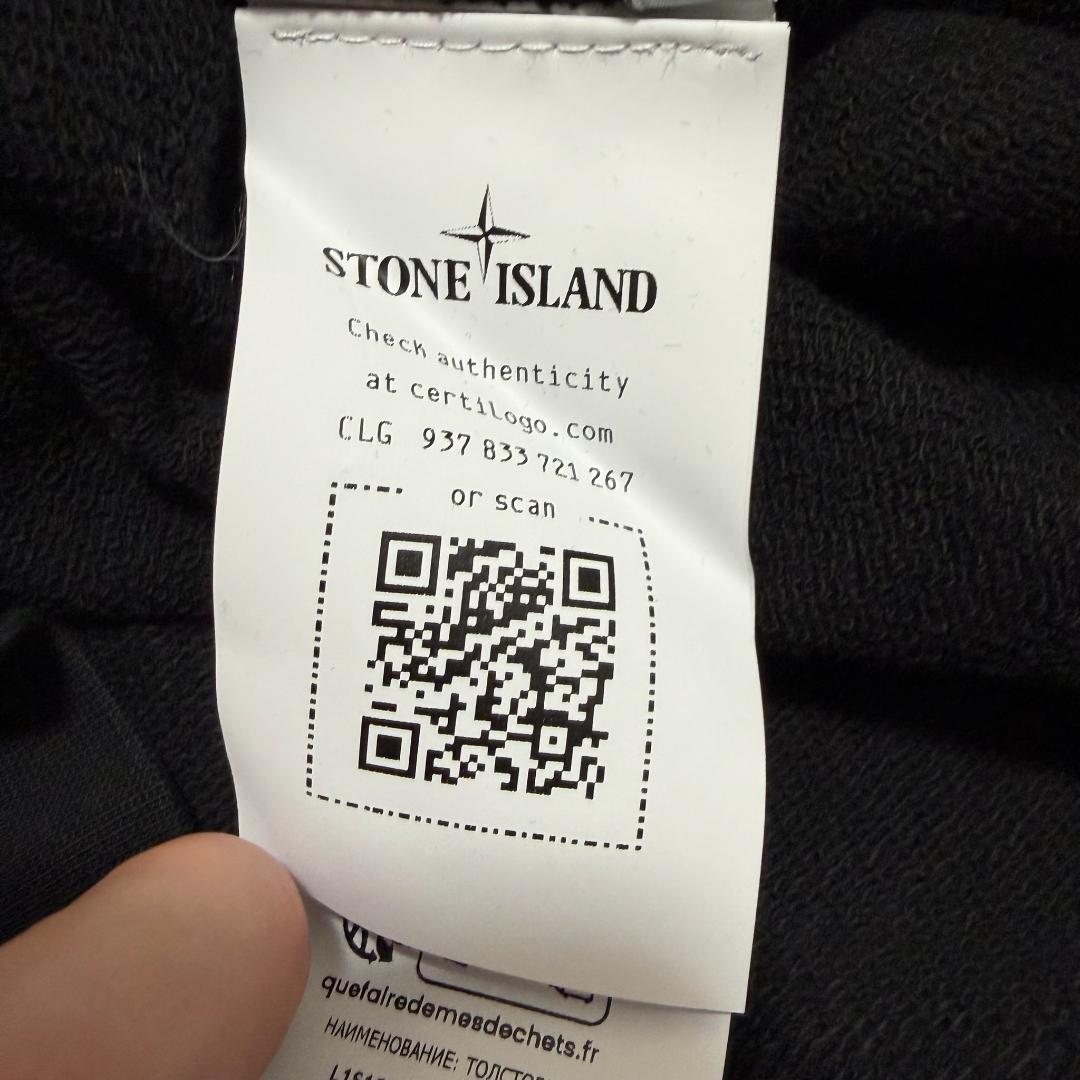 STONE ISLAND
Check authenticity
at certilogo.com
CLG 937 833 721 267
or scan
quefairedemesdechets.fr
НАИМЕНОВАНИЕ: